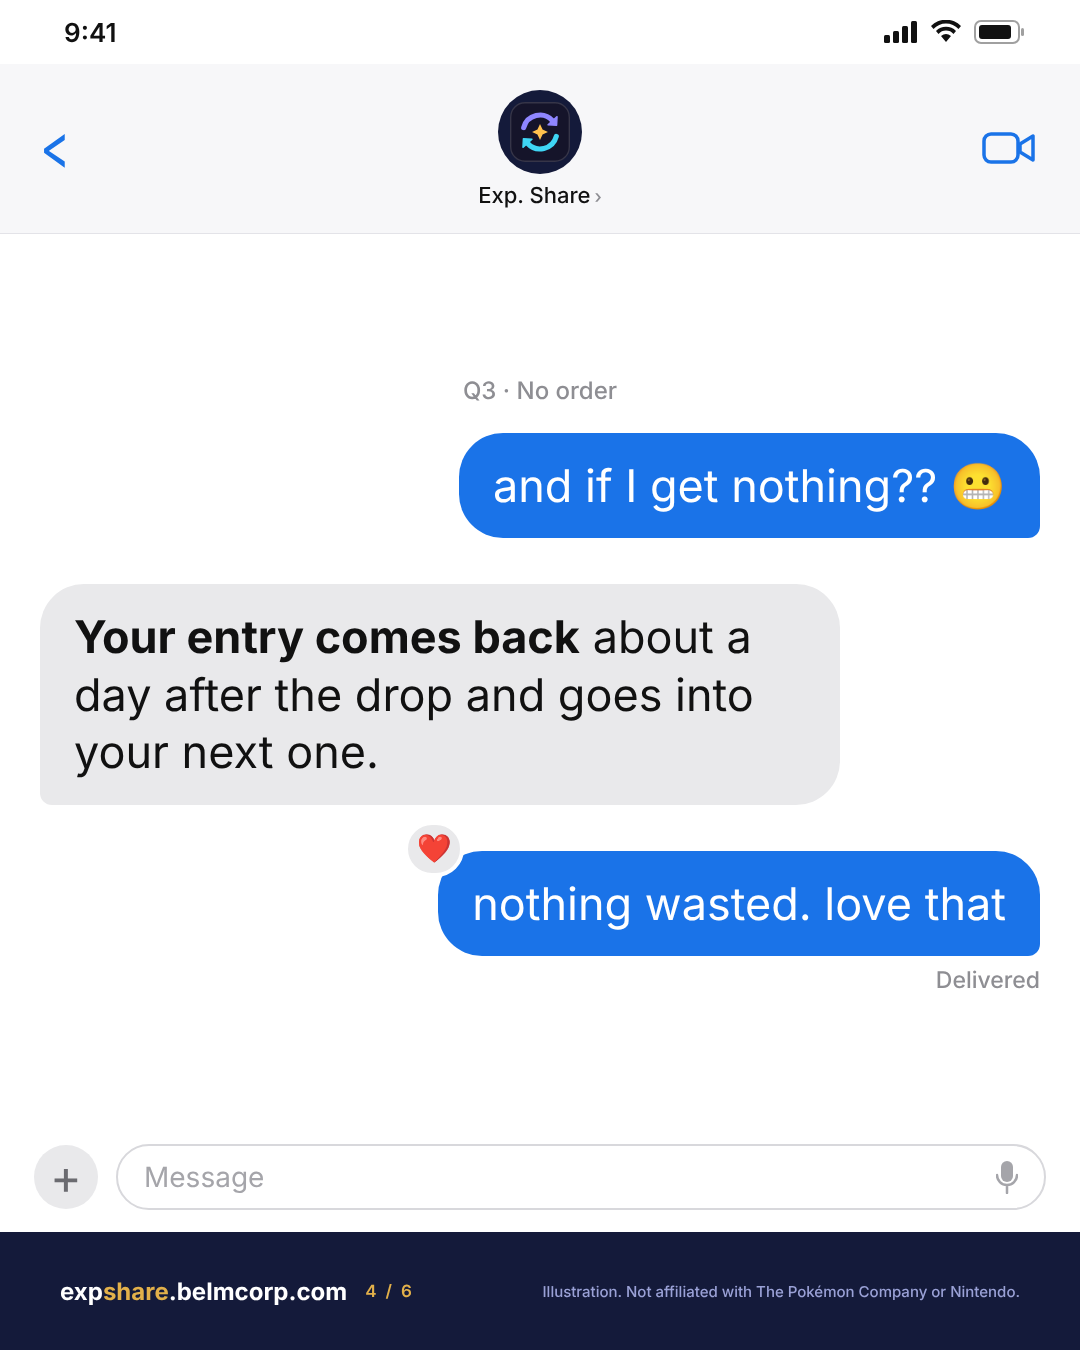 9:41
Exp. Share ›
Q3 · No order
and if I get nothing?? 😬
Your entry comes back about a
day after the drop and goes into
your next one.
❤️
nothing wasted. love that
Delivered
Message
expshare.belmcorp.com 4 / 6
Illustration. Not affiliated with The Pokémon Company or Nintendo.